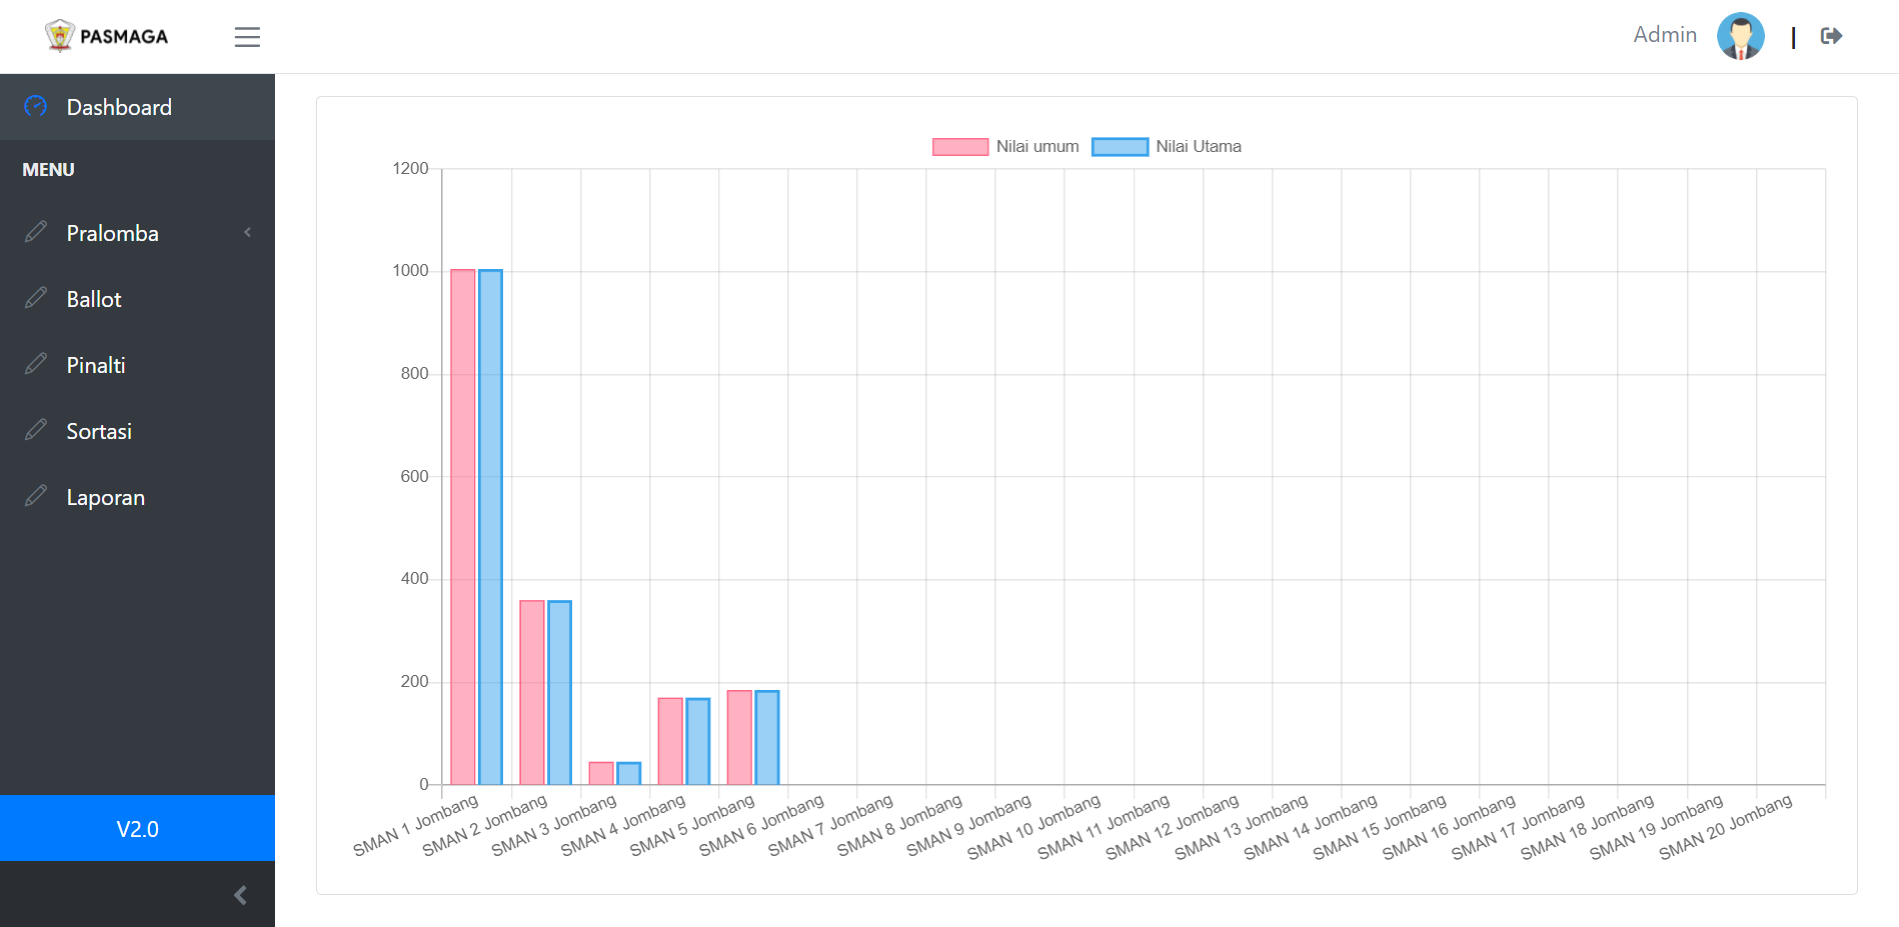 PASMAGA
Admin
|
Dashboard
MENU
Pralomba
Ballot
Pinalti
Sortasi
Laporan
V2.0
Nilai umum
Nilai Utama
1200
1000
800
600
400
200
0
SMAN 1 Jombang
SMAN 2 Jombang
SMAN 3 Jombang
SMAN 4 Jombang
SMAN 5 Jombang
SMAN 6 Jombang
SMAN 7 Jombang
SMAN 8 Jombang
SMAN 9 Jombang
SMAN 10 Jombang
SMAN 11 Jombang
SMAN 12 Jombang
SMAN 13 Jombang
SMAN 14 Jombang
SMAN 15 Jombang
SMAN 16 Jombang
SMAN 17 Jombang
SMAN 18 Jombang
SMAN 19 Jombang
SMAN 20 Jombang